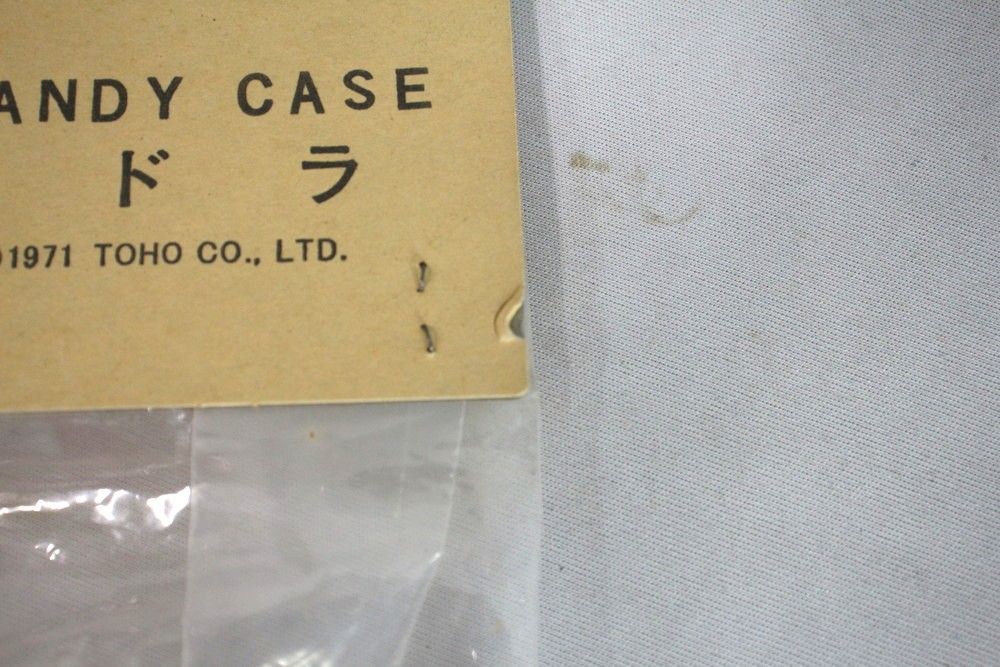 ANDY CASE
ドラ
1971 TOHO CO., LTD.